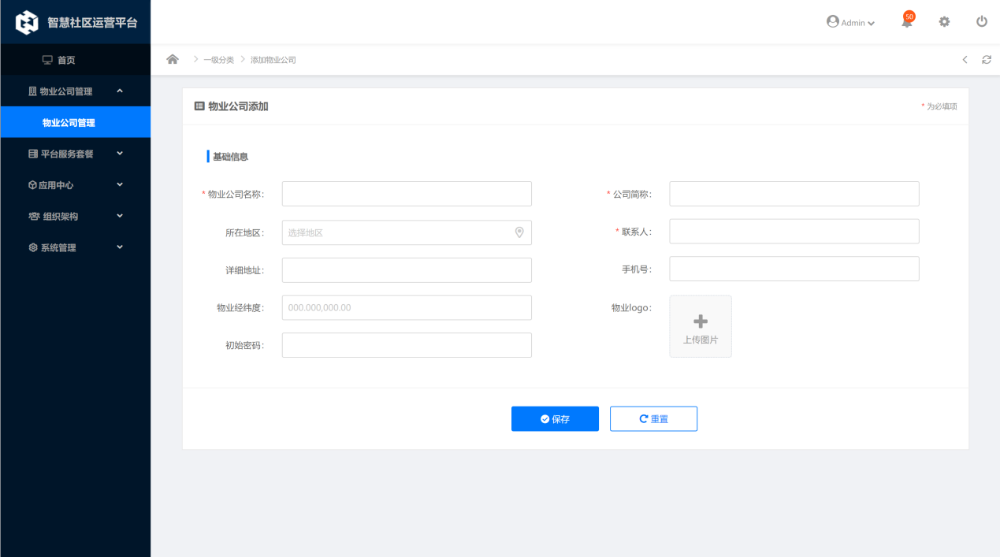 智慧社区运营平台
Admin
50
首页
一级分类
添加物业公司
物业公司管理
物业公司管理
平台服务套餐
应用中心
组织架构
系统管理
物业公司添加
* 为必填项
基础信息
* 物业公司名称:
* 公司简称:
所在地区:
选择地区
* 联系人:
详细地址:
手机号:
物业经纬度:
000.000,000.00
物业logo:
上传图片
初始密码:
保存
重置